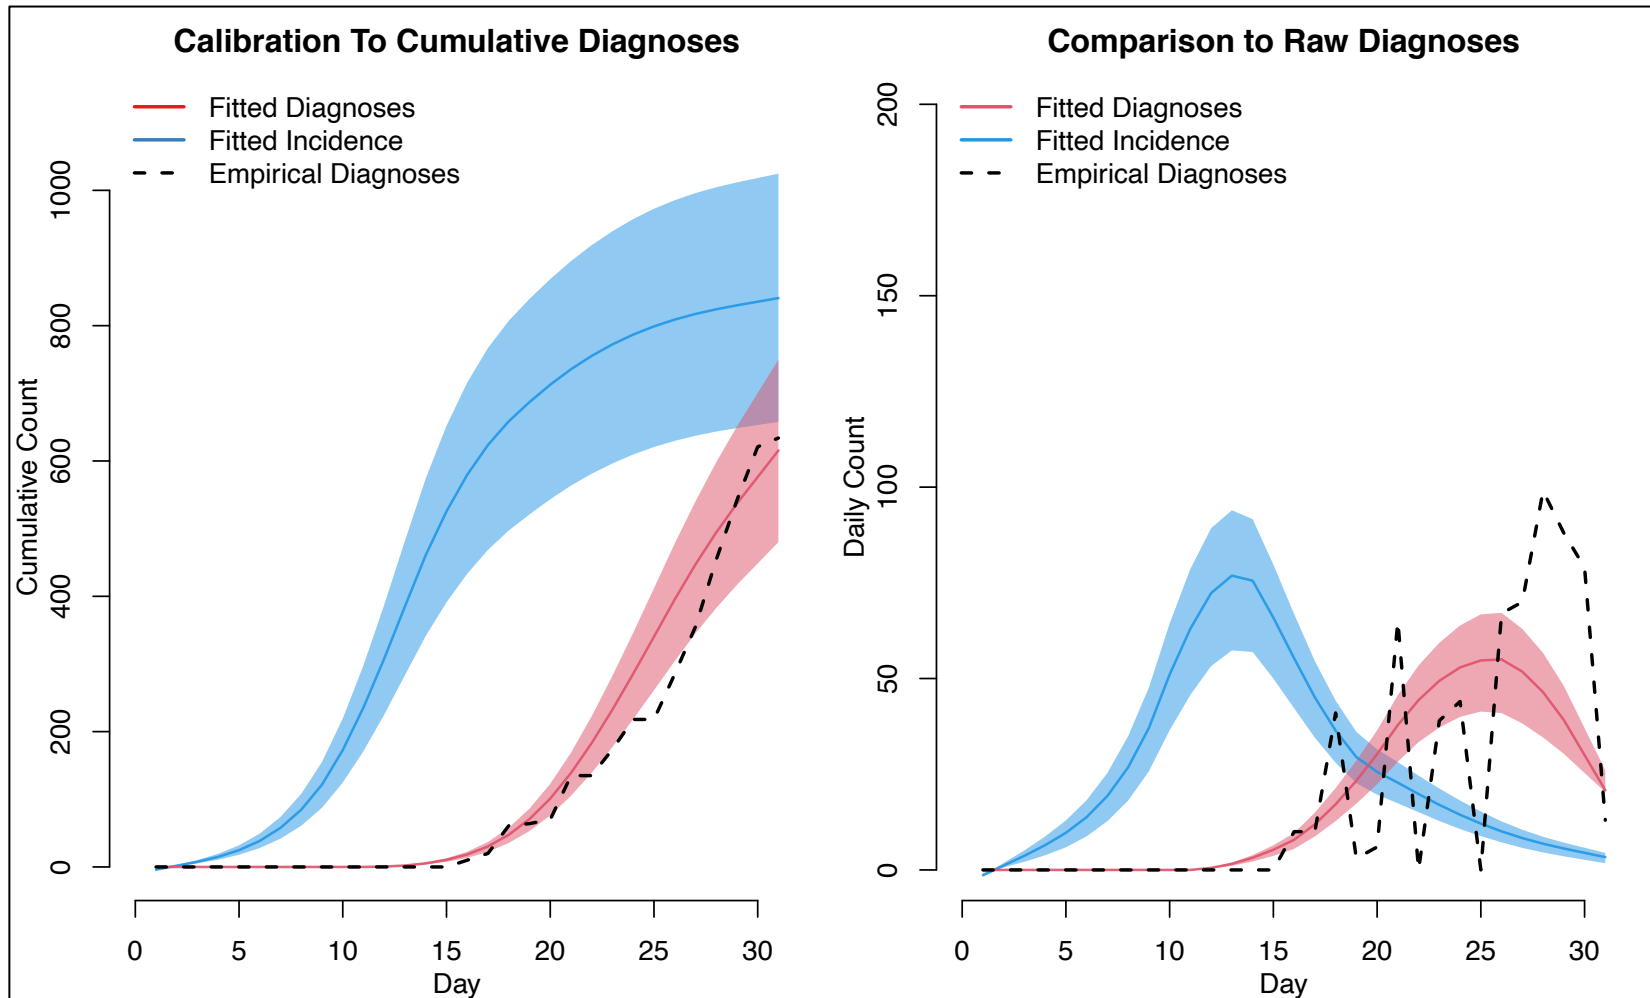 Calibration To Cumulative Diagnoses
Fitted Diagnoses
Fitted Incidence
Empirical Diagnoses
Cumulative Count
0
200
400
600
800
1000
0
5
10
15
20
25
30
Day
Comparison to Raw Diagnoses
Fitted Diagnoses
Fitted Incidence
Empirical Diagnoses
Daily Count
0
50
100
150
200
0
5
10
15
20
25
30
Day